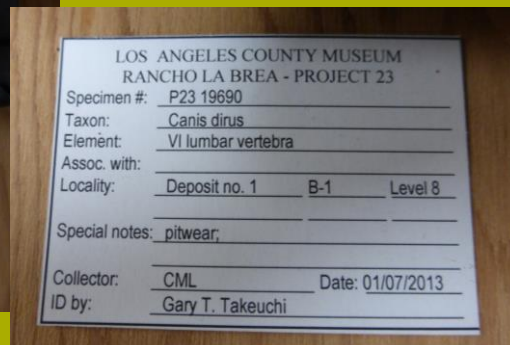 LOS ANGELES COUNTY MUSEUM
RANCHO LA BREA - PROJECT 23
Specimen #: P23 19690
Taxon: Canis dirus
Element: VI lumbar vertebra
Assoc. with:
Locality: Deposit no. 1 B-1 Level 8
Special notes: pitwear;
Collector: CML Date: 01/07/2013
ID by: Gary T. Takeuchi